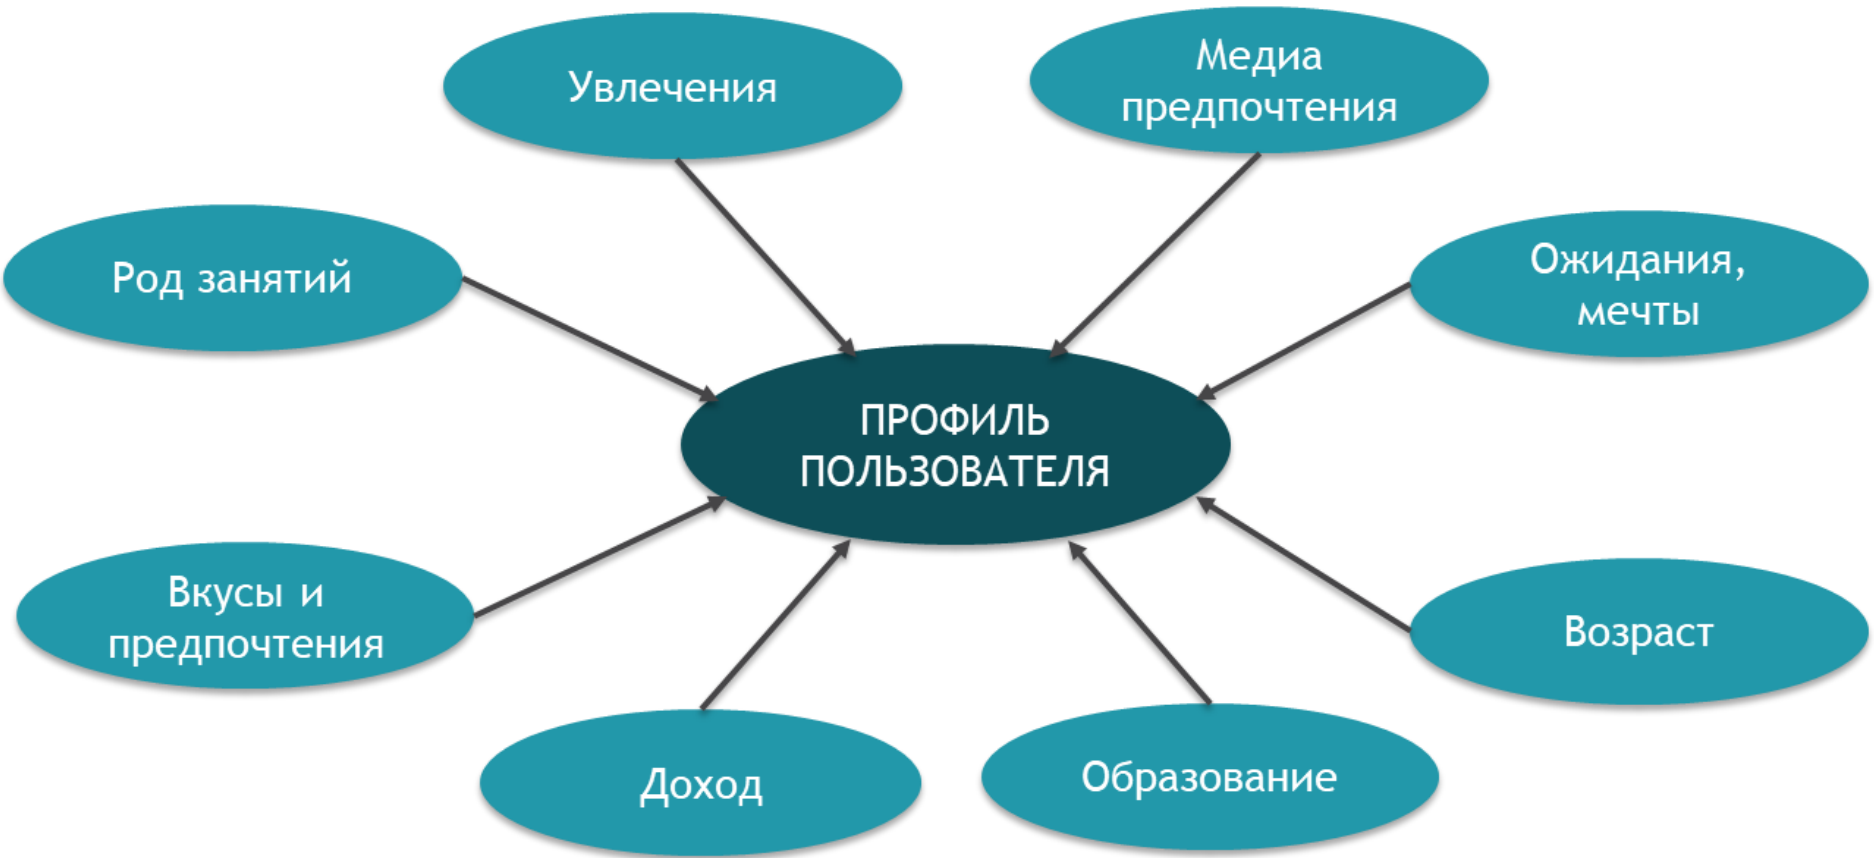 Увлечения
Медиа
предпочтения
Род занятий
Ожидания,
мечты
ПРОФИЛЬ
ПОЛЬЗОВАТЕЛЯ
Вкусы и
предпочтения
Возраст
Доход
Образование